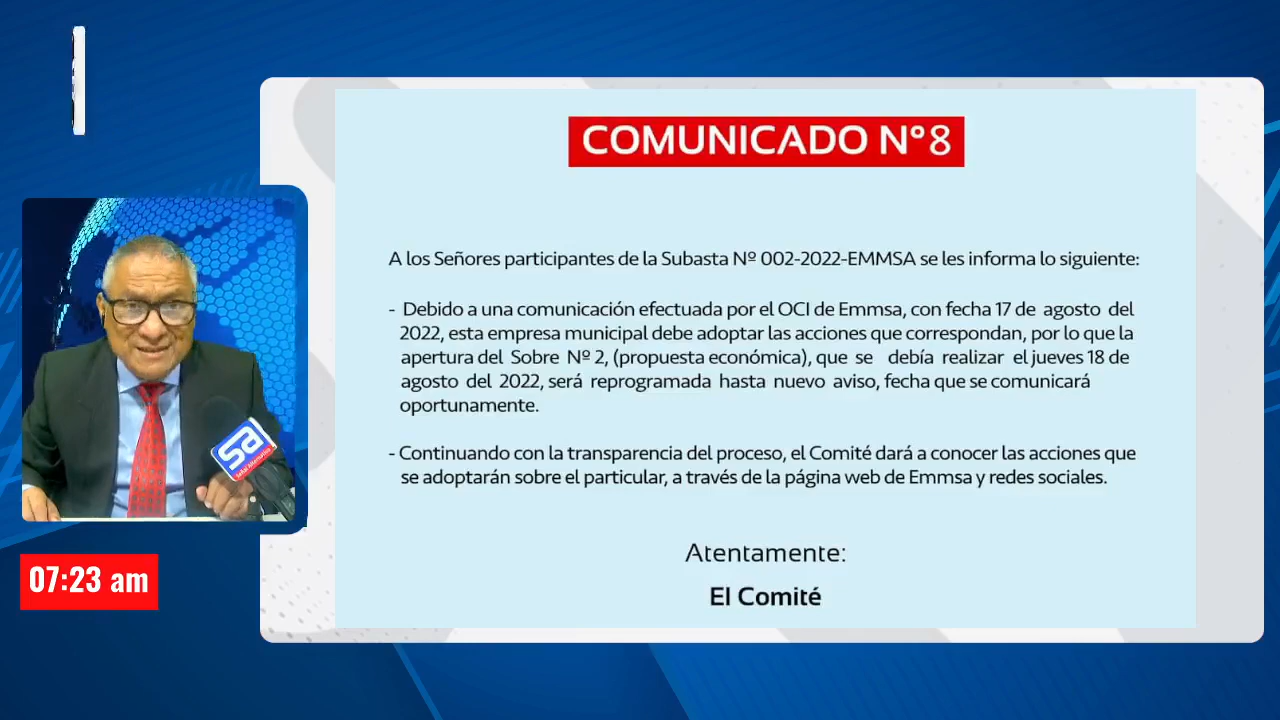 COMUNICADO N°8
A los Señores participantes de la Subasta Nº 002-2022-EMMSA se les informa lo siguiente:
- Debido a una comunicación efectuada por el OCI de Emmsa, con fecha 17 de agosto del
2022, esta empresa municipal debe adoptar las acciones que correspondan, por lo que la
apertura del Sobre Nº 2, (propuesta económica), que se debía realizar el jueves 18 de
agosto del 2022, será reprogramada hasta nuevo aviso, fecha que se comunicará
oportunamente.
- Continuando con la transparencia del proceso, el Comité dará a conocer las acciones que
se adoptarán sobre el particular, a través de la página web de Emmsa y redes sociales.
Atentamente:
El Comité
sa
07:23 am